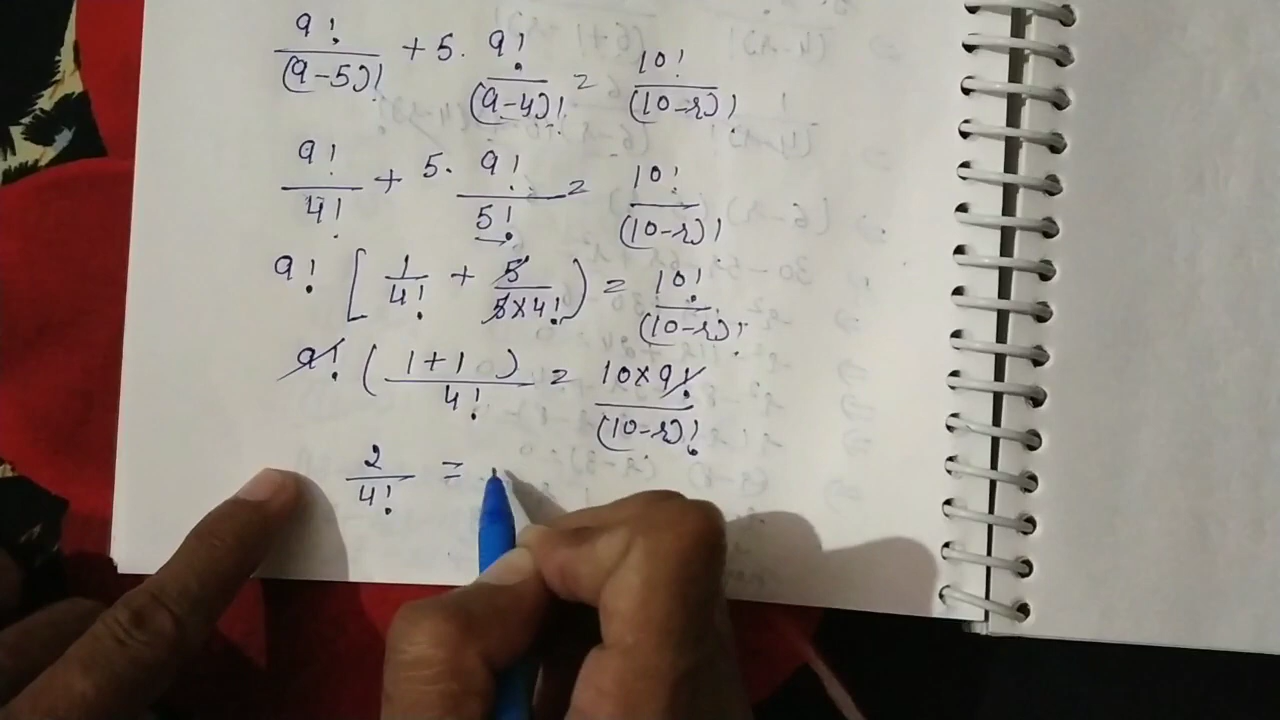 9!/(9-5)! + 5. 9!/(9-4)! = 10!/(10-r)!
9!/4! + 5. 9!/5! = 10!/(10-r)!
9! [1/4! + 5/5×4!) = 10!/(10-r)!
9! (1+1)/4! = 10×9!/(10-r)!
2/4! =